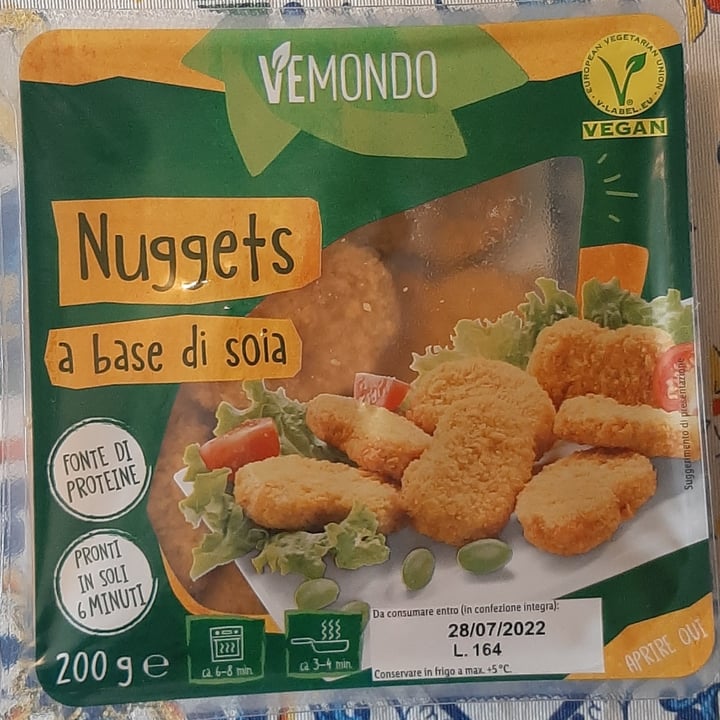 VEMONDO
EUROPEAN VEGETARIAN UNION
V-LABEL.EU
VEGAN
Nuggets
a base di soia
FONTE DI
PROTEINE
PRONTI
IN SOLI
6 MINUTI
200 g e
ca. 6-8 min.
ca. 3-4 min.
Suggerimento di presentazione
Da consumare entro (in confezione integra):
28/07/2022
L. 164
Conservare in frigo a max. +5°C.
APRIRE QUI